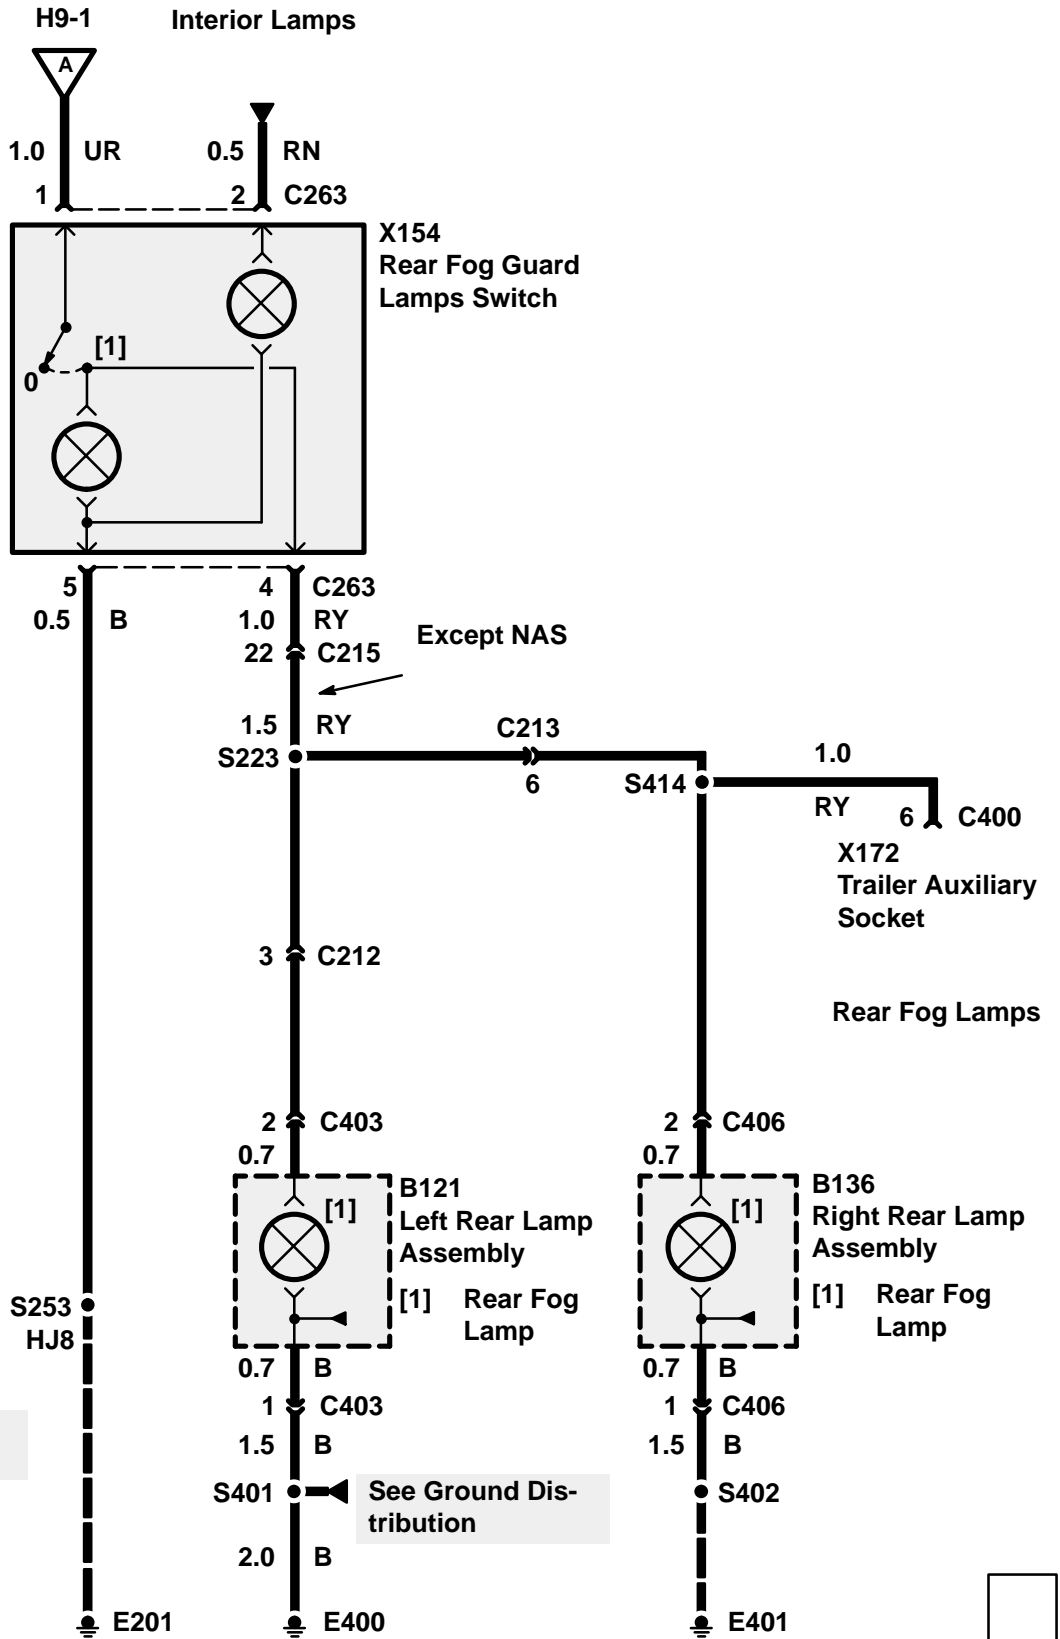 H9-1 Interior Lamps
A
1.0 UR 0.5 RN
1 2 C263
X154
Rear Fog Guard
Lamps Switch
[1]
0
5 4 C263
0.5 B 1.0 RY
Except NAS
22 C215
1.5 RY C213
S223 6 S414 1.0
RY 6 C400
X172
Trailer Auxiliary
Socket
3 C212
Rear Fog Lamps
2 C403 2 C406
0.7 0.7
B121
Left Rear Lamp
Assembly
[1]
[1] Rear Fog
Lamp
B136
Right Rear Lamp
Assembly
[1]
[1] Rear Fog
Lamp
S253
HJ8
0.7 B 0.7 B
1 C403 1 C406
1.5 B 1.5 B
S401 See Ground Dis-
tribution
S402
2.0 B
E201 E400 E401